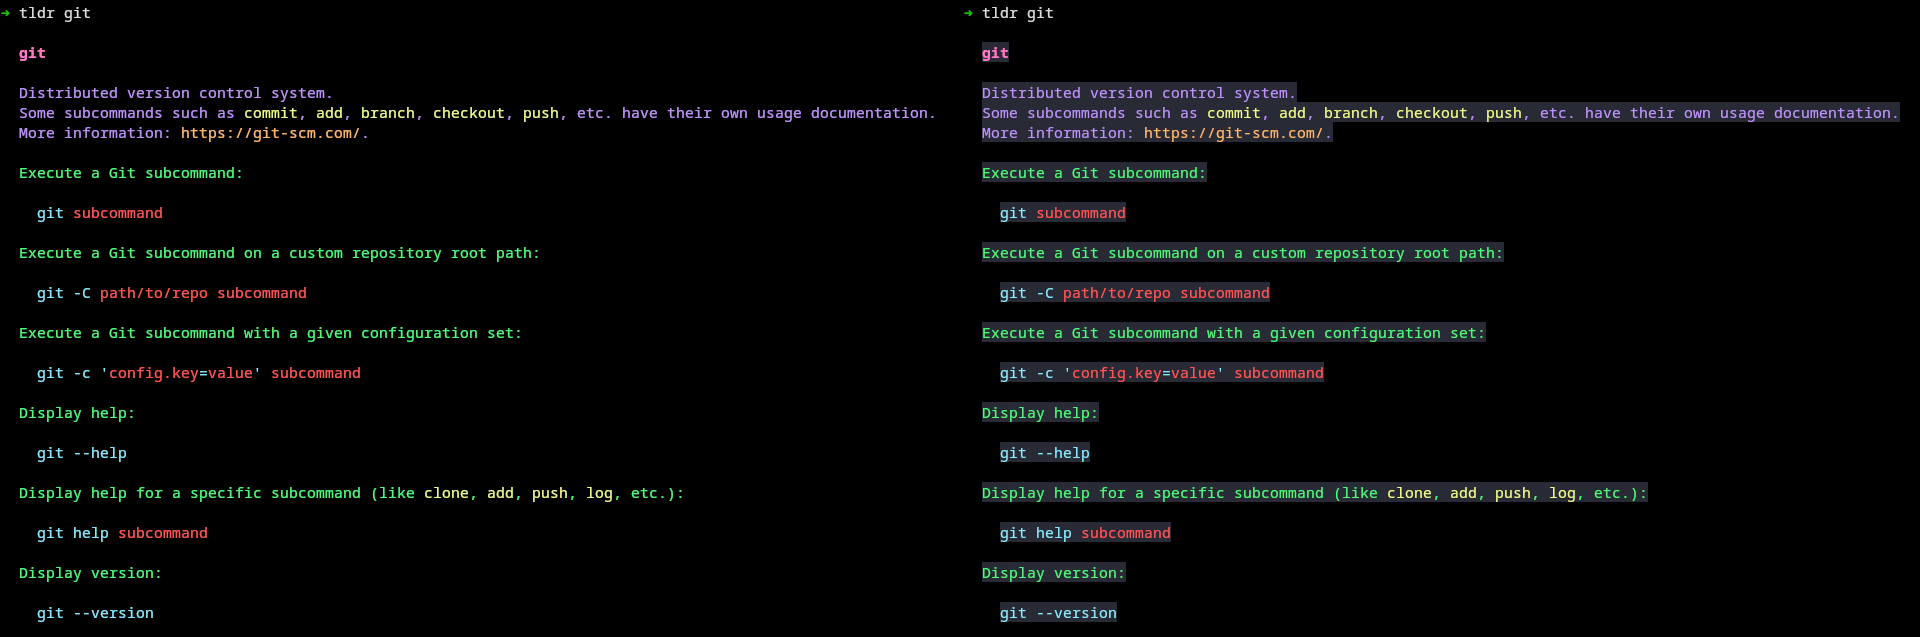 ➜ tldr git
git
Distributed version control system.
Some subcommands such as commit, add, branch, checkout, push, etc. have their own usage documentation.
More information: https://git-scm.com/.
Execute a Git subcommand:
git subcommand
Execute a Git subcommand on a custom repository root path:
git -C path/to/repo subcommand
Execute a Git subcommand with a given configuration set:
git -c 'config.key=value' subcommand
Display help:
git --help
Display help for a specific subcommand (like clone, add, push, log, etc.):
git help subcommand
Display version:
git --version
➜ tldr git
git
Distributed version control system.
Some subcommands such as commit, add, branch, checkout, push, etc. have their own usage documentation.
More information: https://git-scm.com/.
Execute a Git subcommand:
git subcommand
Execute a Git subcommand on a custom repository root path:
git -C path/to/repo subcommand
Execute a Git subcommand with a given configuration set:
git -c 'config.key=value' subcommand
Display help:
git --help
Display help for a specific subcommand (like clone, add, push, log, etc.):
git help subcommand
Display version:
git --version